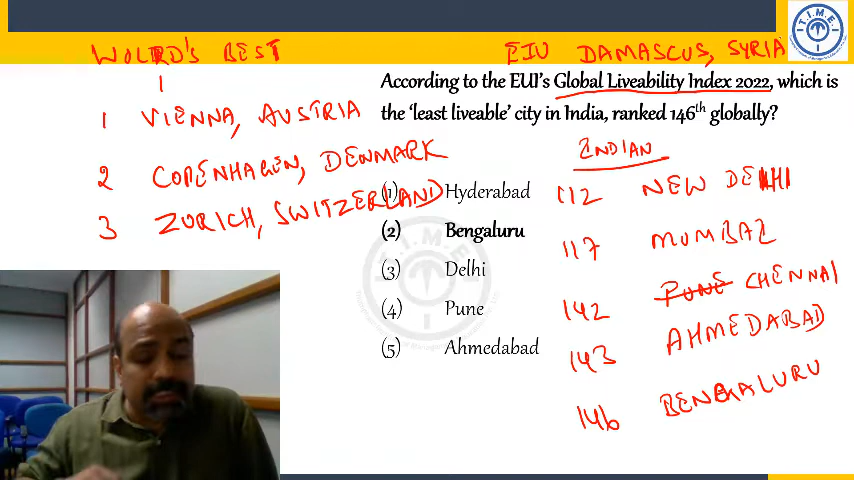 WOLRD'S BEST
EIU DAMASCUS, SYRIA
T.I.M.E.
According to the EUI's Global Liveability Index 2022, which is
the 'least liveable' city in India, ranked 146th globally?
1 VIENNA, AUSTRIA
2 COPENHAGEN, DENMARK
3 ZURICH, SWITZERLAND
(1) Hyderabad
(2) Bengaluru
(3) Delhi
(4) Pune
(5) Ahmedabad
INDIAN
112 NEW DELHI
117 MUMBAI
142 PUNE CHENNAI
143 AHMEDABAD
146 BENGALURU